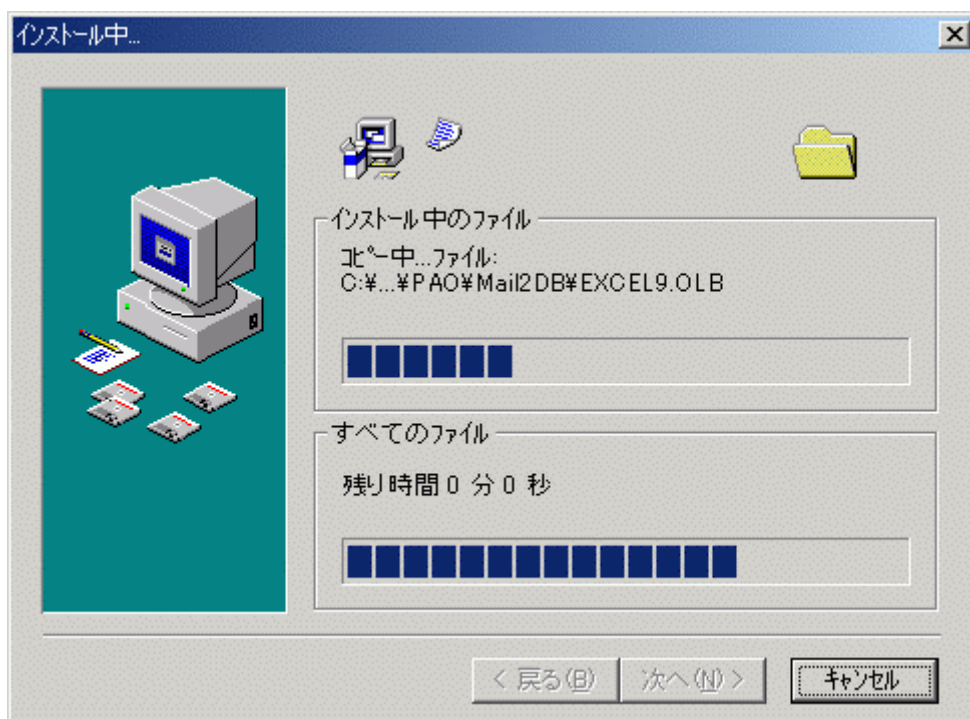 インストール中...
インストール中のファイル
コピー中...ファイル:
C:¥...¥PAO¥Mail2DB¥EXCEL9.OLB
すべてのファイル
残り時間 0 分 0 秒
< 戻る(B)
次へ(N) >
キャンセル